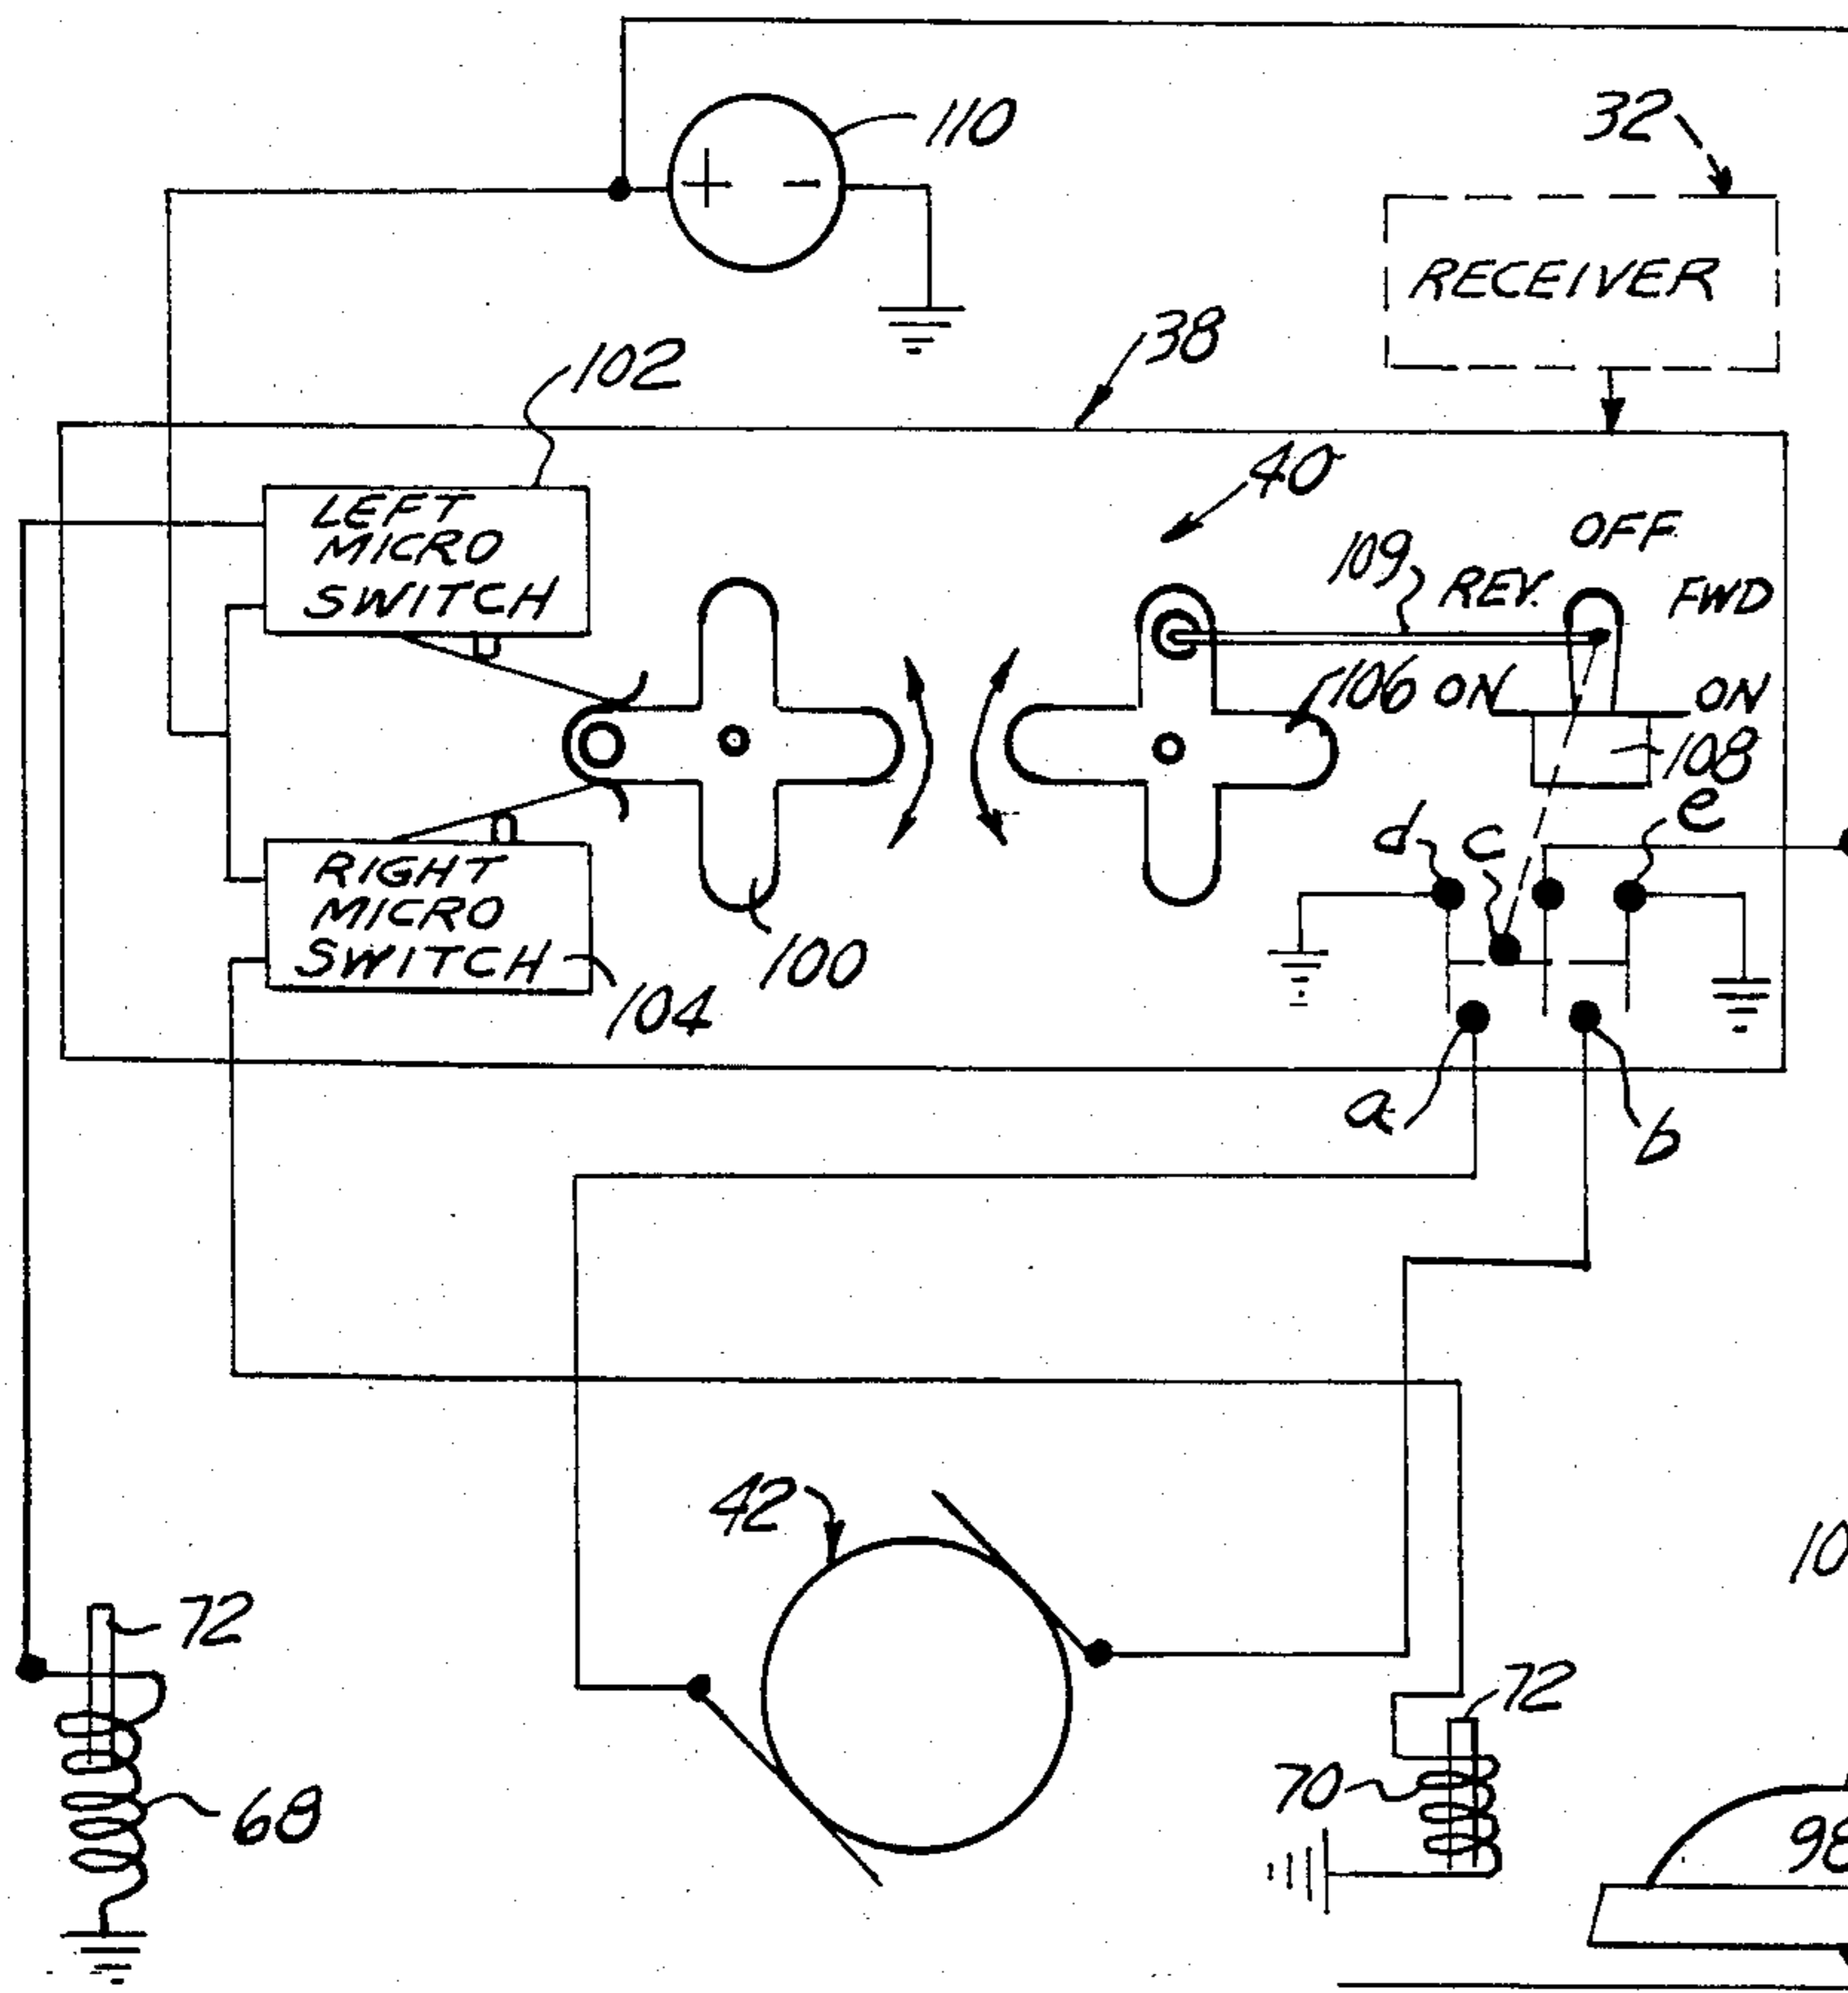 110
32
+ -
RECEIVER
38
102
40
LEFT
MICRO
SWITCH
109
REV.
OFF
FWD
106
ON
ON
108
d
c
e
RIGHT
MICRO
SWITCH
100
104
a
b
42
10
72
72
68
70
98